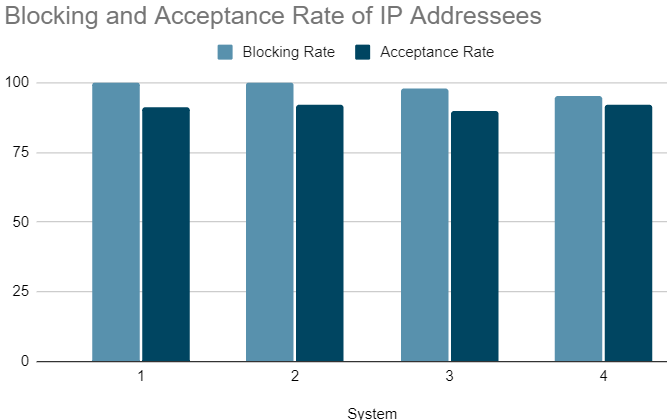 Blocking and Acceptance Rate of IP Addressees
Blocking Rate
Acceptance Rate
100
75
50
25
0
1
2
3
4
System